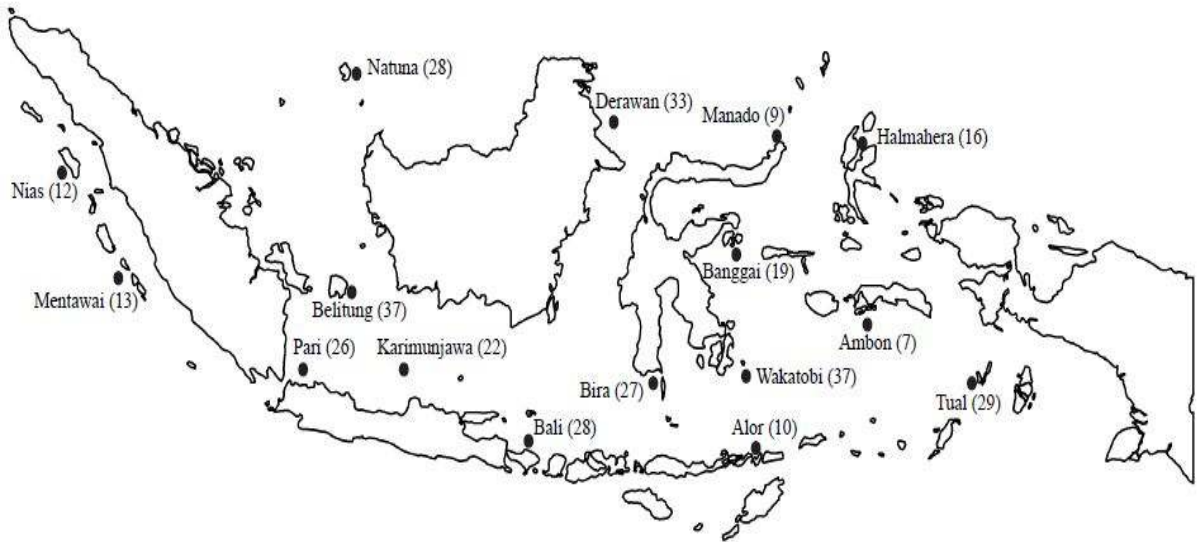 Natuna (28)
Derawan (33)
Manado (9)
Halmahera (16)
Nias (12)
Banggai (19)
Mentawai (13)
Belitung (37)
Ambon (7)
Pari (26)
Karimunjawa (22)
Bira (27)
Wakatobi (37)
Tual (29)
Bali (28)
Alor (10)